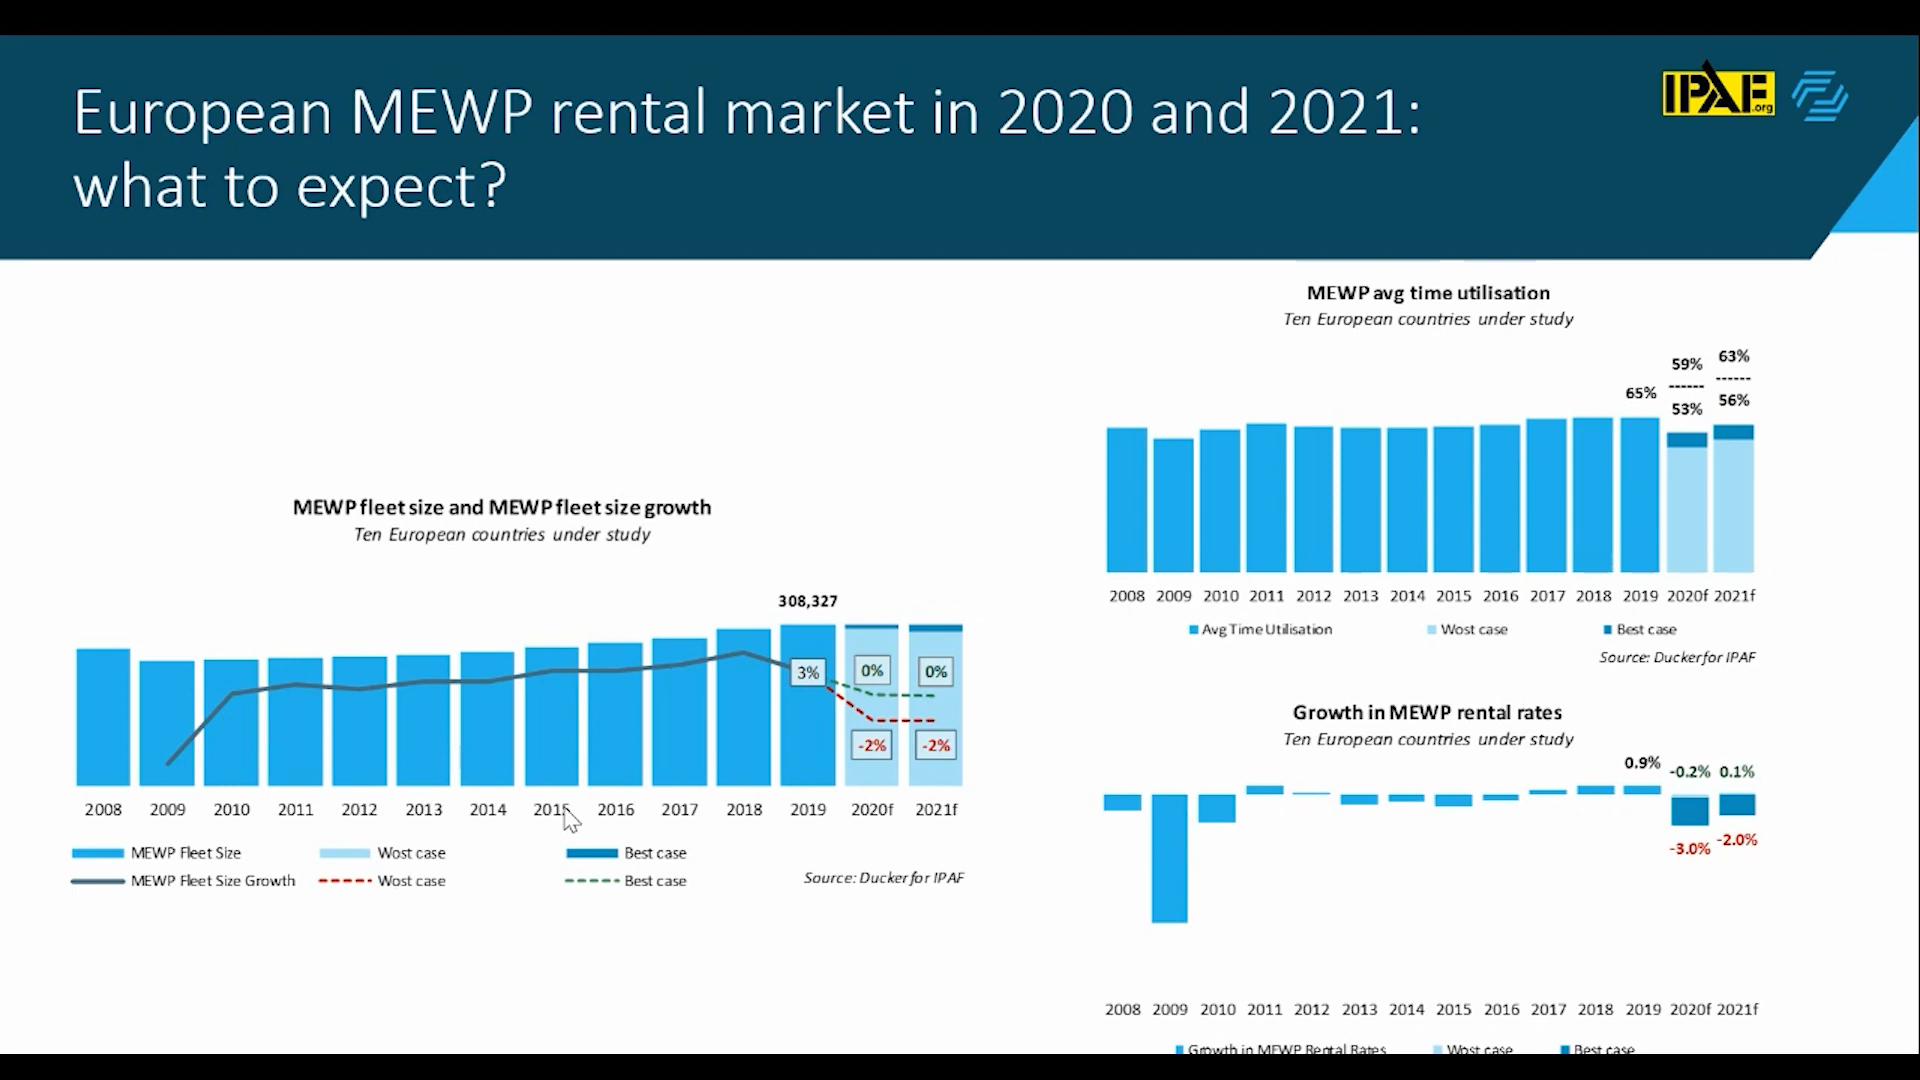 European MEWP rental market in 2020 and 2021:
what to expect?
IPAF.org
MEWP fleet size and MEWP fleet size growth
Ten European countries under study
308,327
3%
0%
0%
-2%
-2%
2008 2009 2010 2011 2012 2013 2014 2015 2016 2017 2018 2019 2020f 2021f
MEWP Fleet Size Wost case Best case
MEWP Fleet Size Growth Wost case Best case
Source: Ducker for IPAF
MEWP avg time utilisation
Ten European countries under study
65% 59% 63%
------ ------
53% 56%
2008 2009 2010 2011 2012 2013 2014 2015 2016 2017 2018 2019 2020f 2021f
Avg Time Utilisation Wost case Best case
Source: Ducker for IPAF
Growth in MEWP rental rates
Ten European countries under study
0.9% -0.2% 0.1%
-3.0% -2.0%
2008 2009 2010 2011 2012 2013 2014 2015 2016 2017 2018 2019 2020f 2021f
Growth in MEWP Rental Rates Wost case Best case